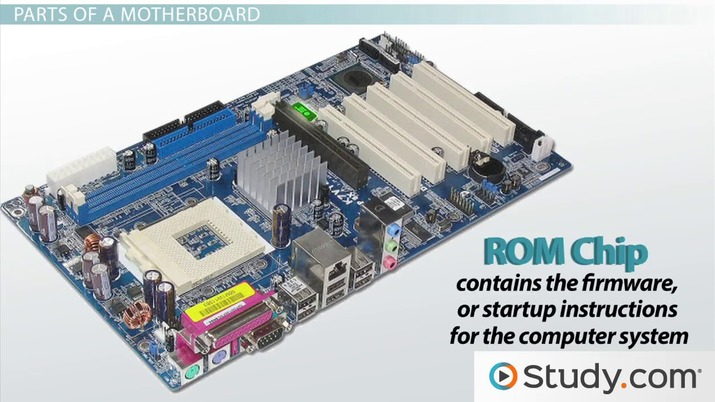 PARTS OF A MOTHERBOARD
ROM Chip
contains the firmware,
or startup instructions
for the computer system
Study.com